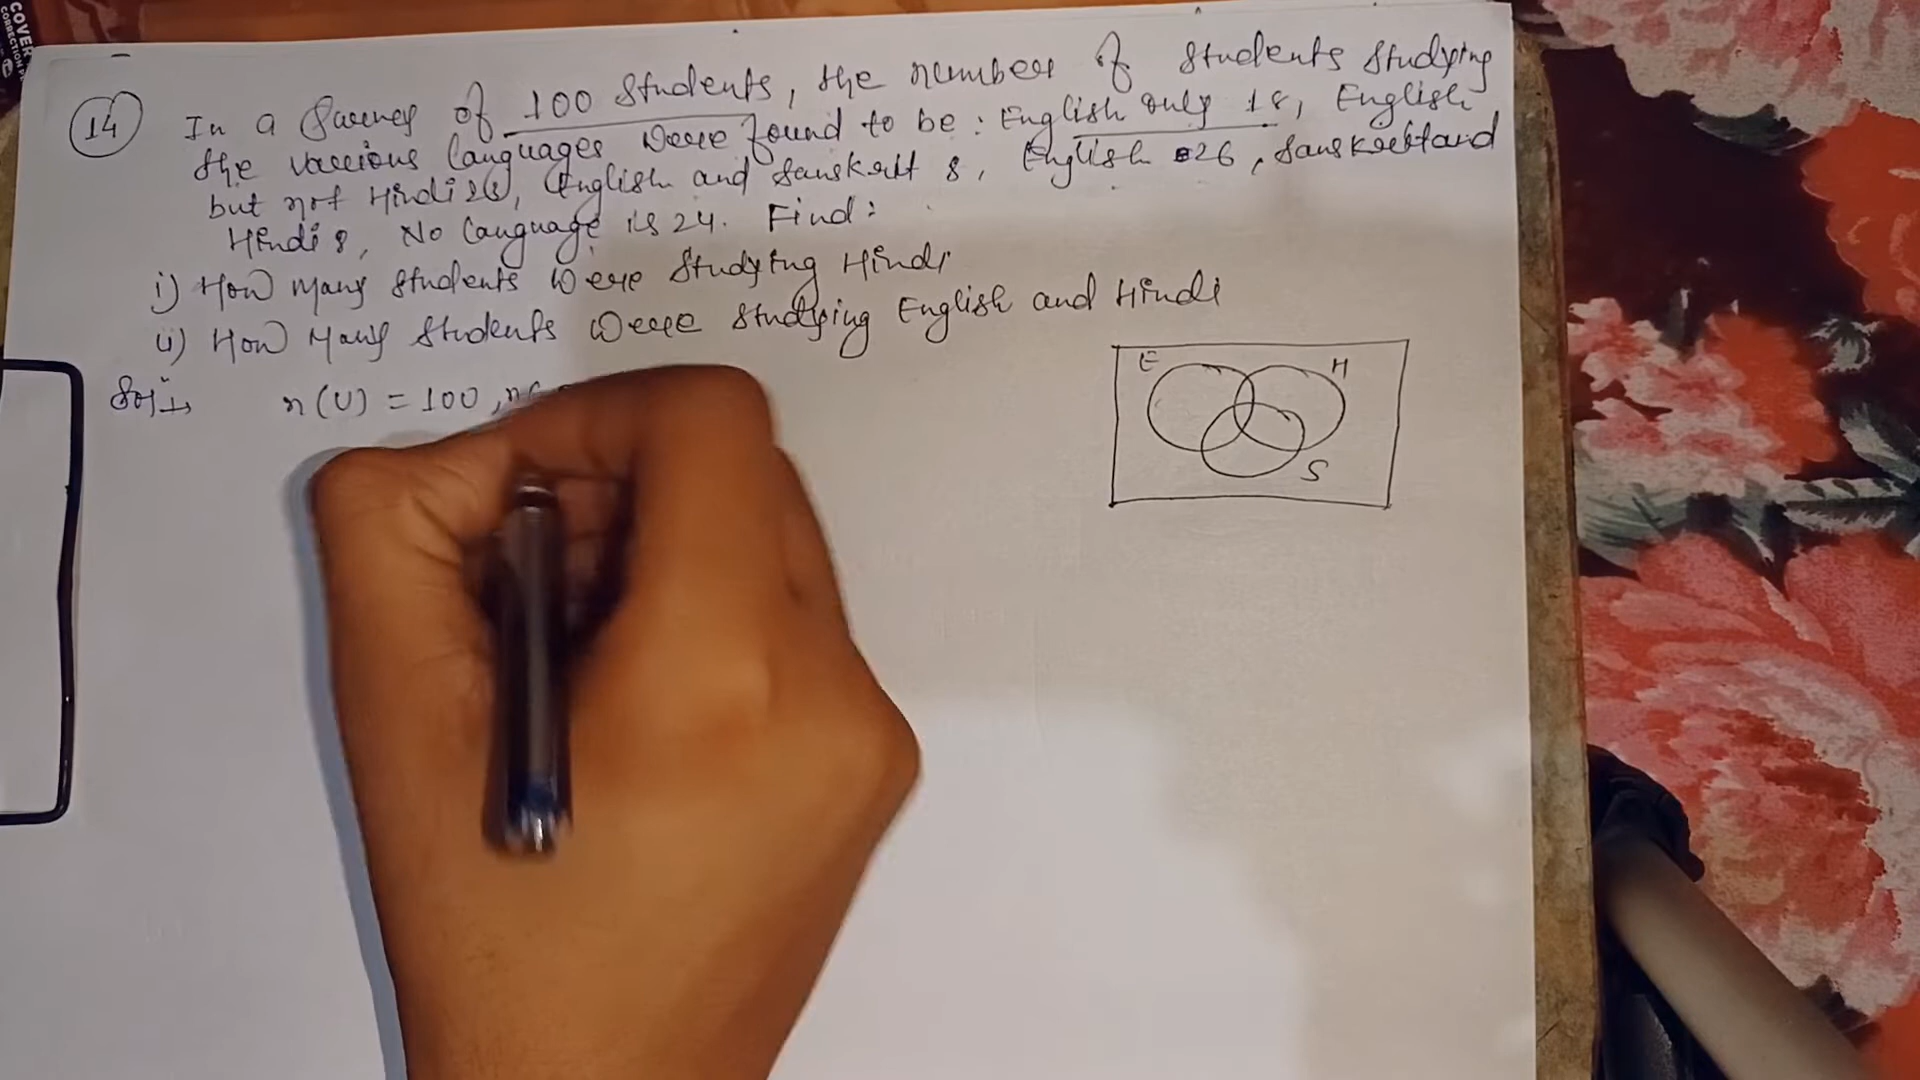 COVER
CORRECTION P
14 In a Survey of 100 Students, the number of Students Studying
the various languages were found to be: English only 18, English
but not Hindi 23, English and Sanskrit 8, English 26, Sanskrit and
Hindi 8, No language is 24. Find:
i) How many students were studying Hindi
ii) How Many Students were studying English and Hindi
Sol:→ n(U) = 100, n(
E H
S